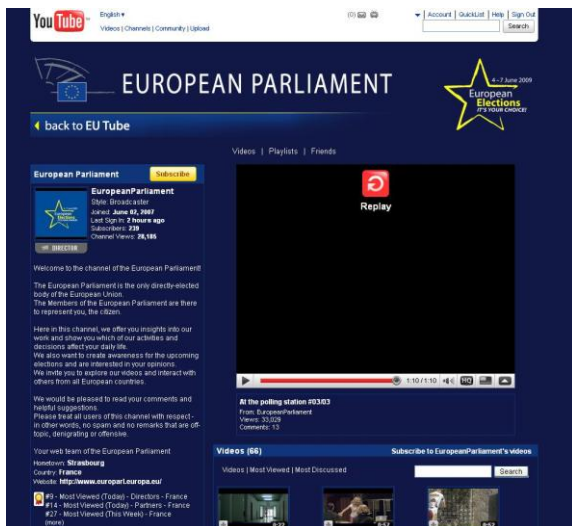 You Tube
English
Videos | Channels | Community | Upload
(0)
Account | QuickList | Help | Sign Out
Search
EUROPEAN PARLIAMENT
4 - 7 June 2009
European
Elections
IT'S YOUR CHOICE!
back to EU Tube
Videos | Playlists | Friends
European Parliament
Subscribe
EuropeanParliament
Style: Broadcaster
Joined: June 02, 2007
Last Sign In: 2 hours ago
Subscribers: 239
Channel Views: 28,105
DIRECTOR
Welcome to the channel of the European Parliament!
The European Parliament is the only directly-elected
body of the European Union.
The Members of the European Parliament are there
to represent you, the citizen.
Here in this channel, we offer you insights into our
work and show you which of our activities and
decisions affect your daily life.
We also want to create awareness for the upcoming
elections and are interested in your opinions.
We invite you to explore our videos and interact with
others from all European countries.
We would be pleased to read your comments and
helpful suggestions.
Please treat all users of this channel with respect -
in other words, no spam and no remarks that are off-
topic, denigrating or offensive.
Your web team of the European Parliament
Hometown: Strasbourg
Country: France
Website: http://www.europarl.europa.eu/
#9 - Most Viewed (Today) - Directors - France
#14 - Most Viewed (Today) - Partners - France
#27 - Most Viewed (This Week) - France
(more)
Replay
1:10 / 1:10
HQ
At the polling station #03/03
From: EuropeanParliament
Views: 33,029
Comments: 13
Videos (66)
Subscribe to EuropeanParliament's videos
Videos | Most Viewed | Most Discussed
Search
0:57
0:52